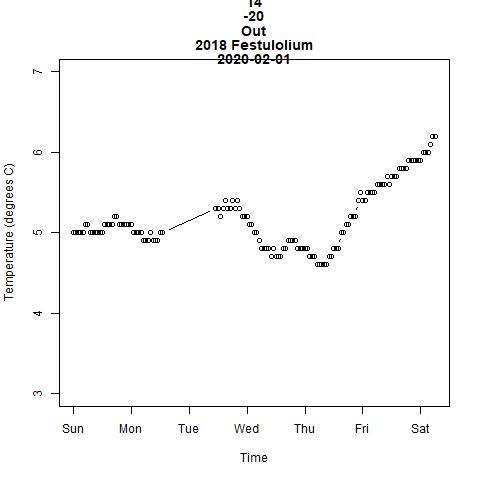 14
-20
Out
2018 Festulolium
2020-02-01
7
6
5
4
3
Temperature (degrees C)
Sun Mon Tue Wed Thu Fri Sat
Time